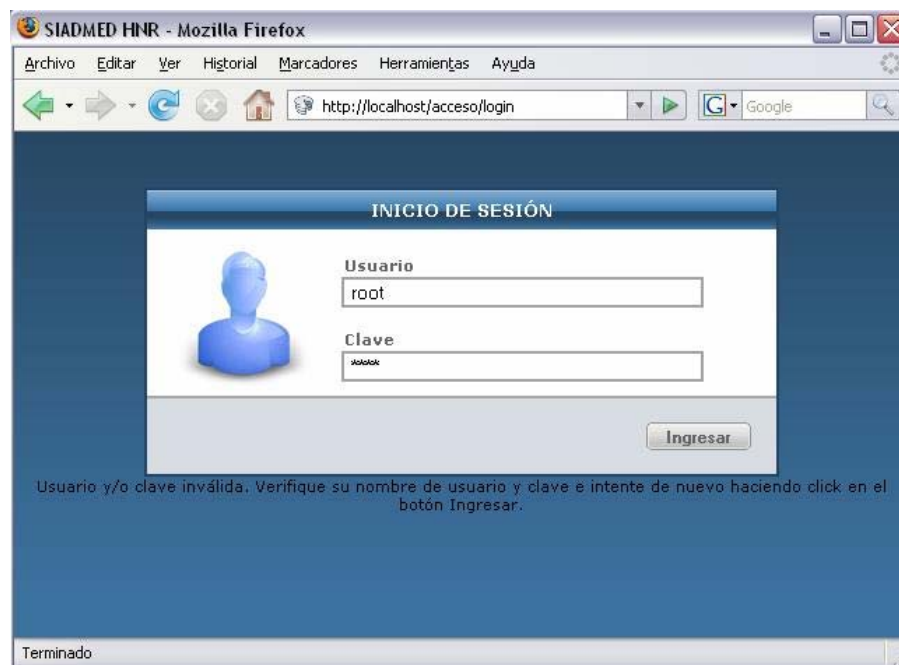 SIADMED HNR - Mozilla Firefox
Archivo Editar Ver Historial Marcadores Herramientas Ayuda
http://localhost/acceso/login G Google
INICIO DE SESIÓN
Usuario
root
Clave
*****
Ingresar
Usuario y/o clave inválida. Verifique su nombre de usuario y clave e intente de nuevo haciendo click en el
botón Ingresar.
Terminado